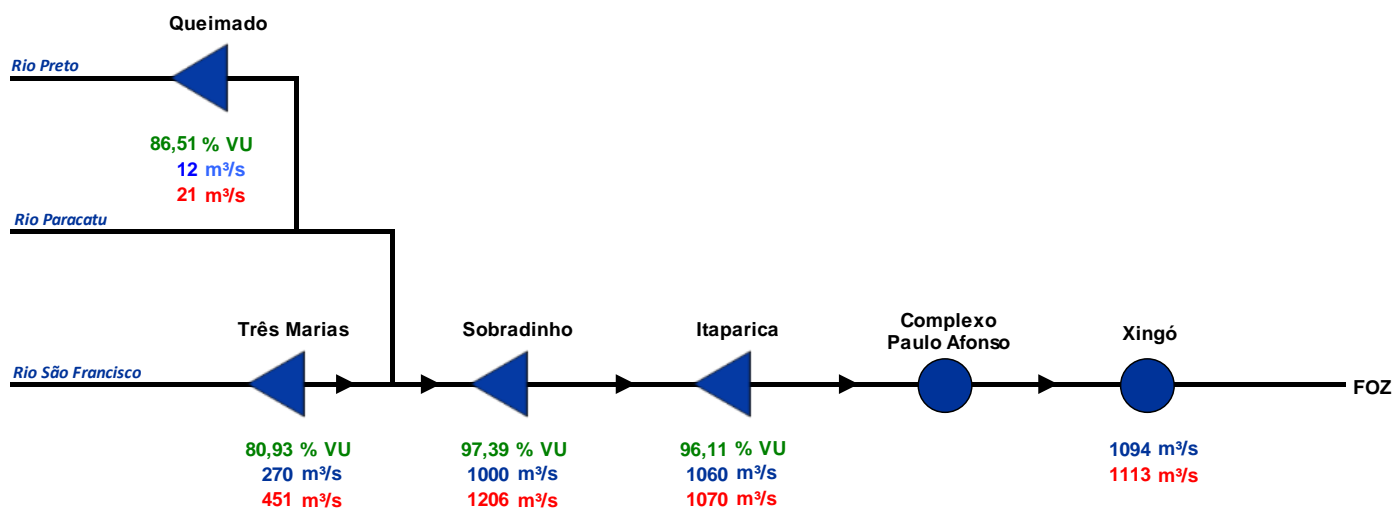 Queimado
Rio Preto
86,51 % VU
12 m³/s
21 m³/s
Rio Paracatu
Três Marias
Sobradinho
Itaparica
Complexo
Paulo Afonso
Xingó
Rio São Francisco
FOZ
80,93 % VU
270 m³/s
451 m³/s
97,39 % VU
1000 m³/s
1206 m³/s
96,11 % VU
1060 m³/s
1070 m³/s
1094 m³/s
1113 m³/s